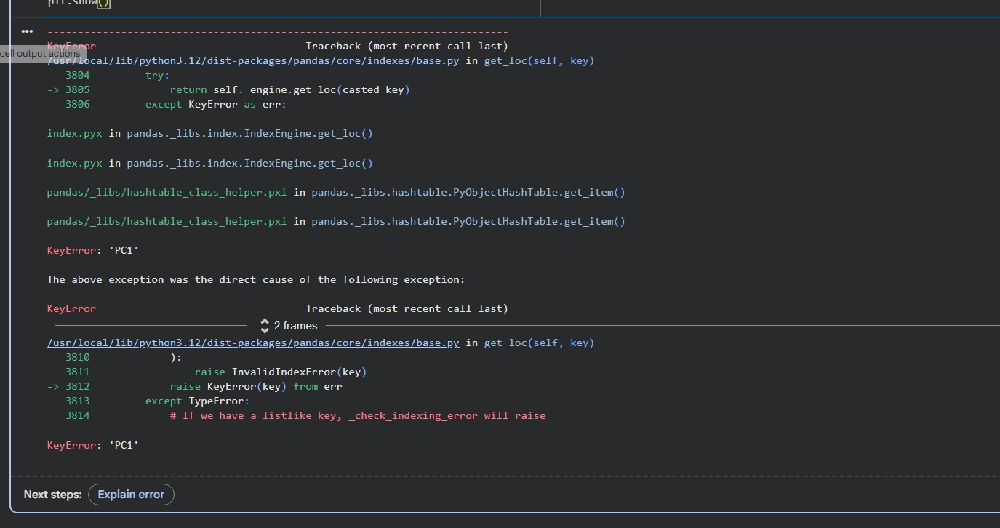 plt.show()
---------------------------------------------------------------------------
KeyError                                  Traceback (most recent call last)
cell output actions
/usr/local/lib/python3.12/dist-packages/pandas/core/indexes/base.py in get_loc(self, key)
   3804         try:
-> 3805             return self._engine.get_loc(casted_key)
   3806         except KeyError as err:
index.pyx in pandas._libs.index.IndexEngine.get_loc()
index.pyx in pandas._libs.index.IndexEngine.get_loc()
pandas/_libs/hashtable_class_helper.pxi in pandas._libs.hashtable.PyObjectHashTable.get_item()
pandas/_libs/hashtable_class_helper.pxi in pandas._libs.hashtable.PyObjectHashTable.get_item()
KeyError: 'PC1'
The above exception was the direct cause of the following exception:
KeyError                                  Traceback (most recent call last)
2 frames
/usr/local/lib/python3.12/dist-packages/pandas/core/indexes/base.py in get_loc(self, key)
   3810             ):
   3811                 raise InvalidIndexError(key)
-> 3812             raise KeyError(key) from err
   3813         except TypeError:
   3814             # If we have a listlike key, _check_indexing_error will raise
KeyError: 'PC1'
Next steps: Explain error